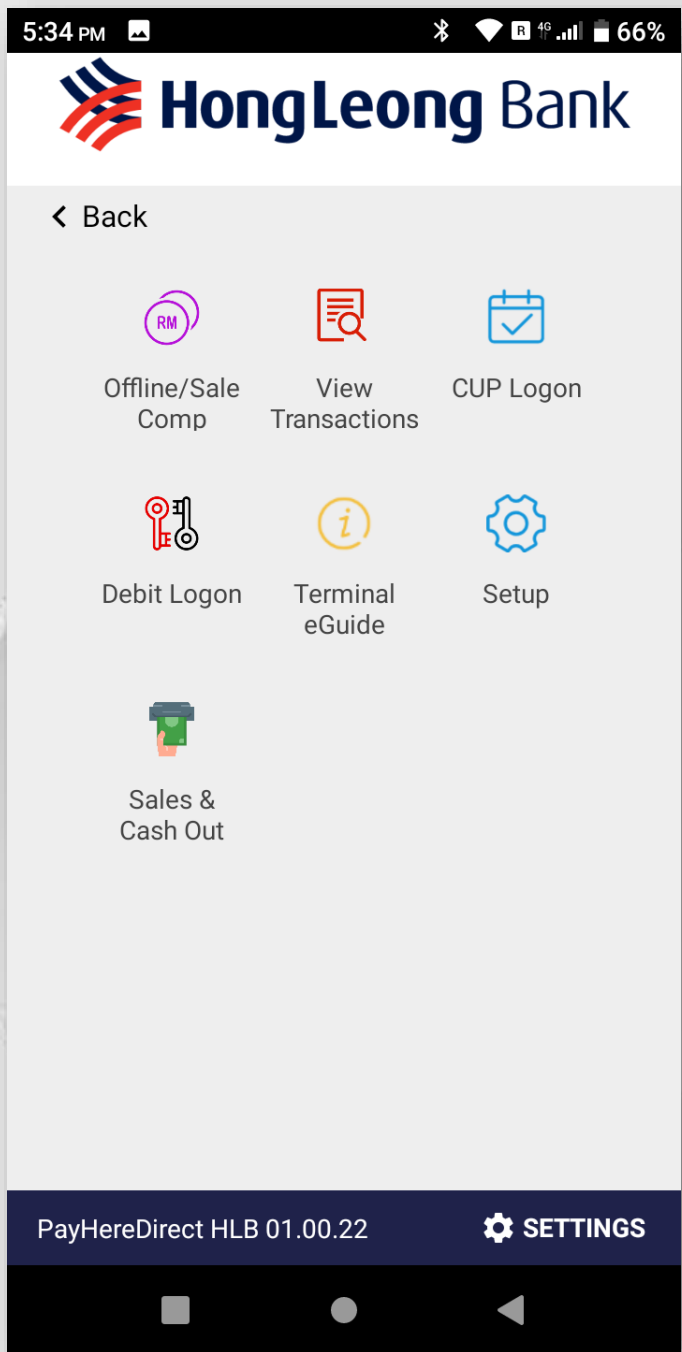 5:34 PM
R 4G 66%
HongLeong Bank
Back
RM
Offline/Sale
Comp
View
Transactions
CUP Logon
Debit Logon
i
Terminal
eGuide
Setup
Sales &
Cash Out
PayHereDirect HLB 01.00.22
SETTINGS